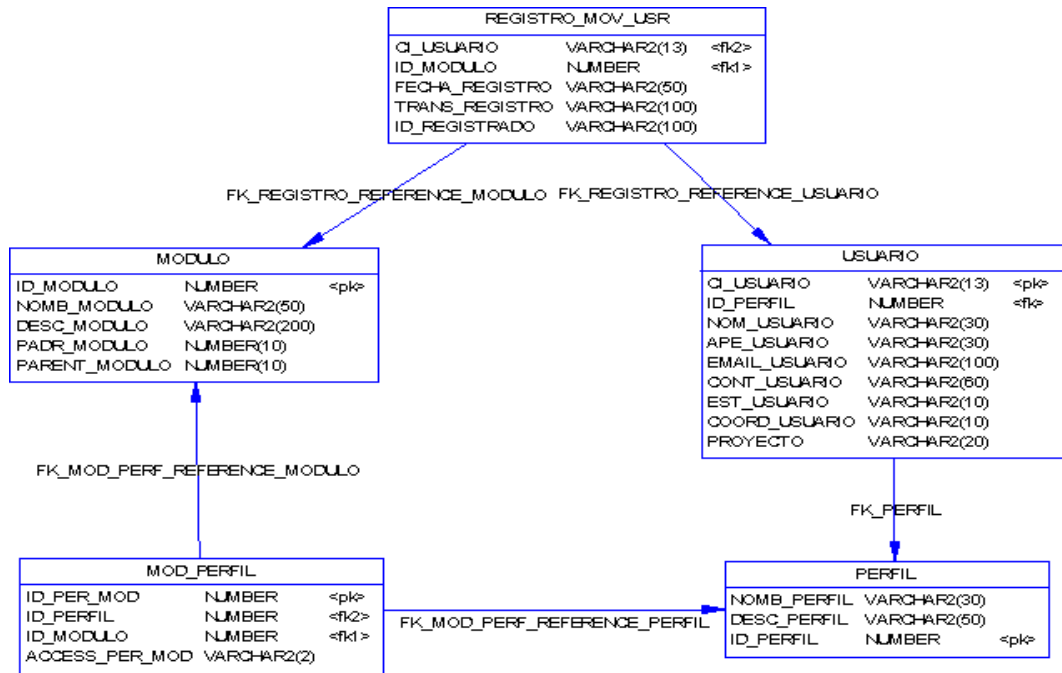 REGISTRO_MOV_USR
CI_USUARIO VARCHAR2(13) <fk2>
ID_MODULO NUMBER <fk1>
FECHA_REGISTRO VARCHAR2(50)
TRANS_REGISTRO VARCHAR2(100)
ID_REGISTRADO VARCHAR2(100)
FK_REGISTRO_REFERENCE_MODULO
FK_REGISTRO_REFERENCE_USUARIO
MODULO
ID_MODULO NUMBER <pk>
NOMB_MODULO VARCHAR2(50)
DESC_MODULO VARCHAR2(200)
PADR_MODULO NUMBER(10)
PARENT_MODULO NUMBER(10)
USUARIO
CI_USUARIO VARCHAR2(13) <pk>
ID_PERFIL NUMBER <fk>
NOM_USUARIO VARCHAR2(30)
APE_USUARIO VARCHAR2(30)
EMAIL_USUARIO VARCHAR2(100)
CONT_USUARIO VARCHAR2(60)
EST_USUARIO VARCHAR2(10)
COORD_USUARIO VARCHAR2(10)
PROYECTO VARCHAR2(20)
FK_MOD_PERF_REFERENCE_MODULO
FK_PERFIL
MOD_PERFIL
ID_PER_MOD NUMBER <pk>
ID_PERFIL NUMBER <fk2>
ID_MODULO NUMBER <fk1>
ACCESS_PER_MOD VARCHAR2(2)
FK_MOD_PERF_REFERENCE_PERFIL
PERFIL
NOMB_PERFIL VARCHAR2(30)
DESC_PERFIL VARCHAR2(50)
ID_PERFIL NUMBER <pk>